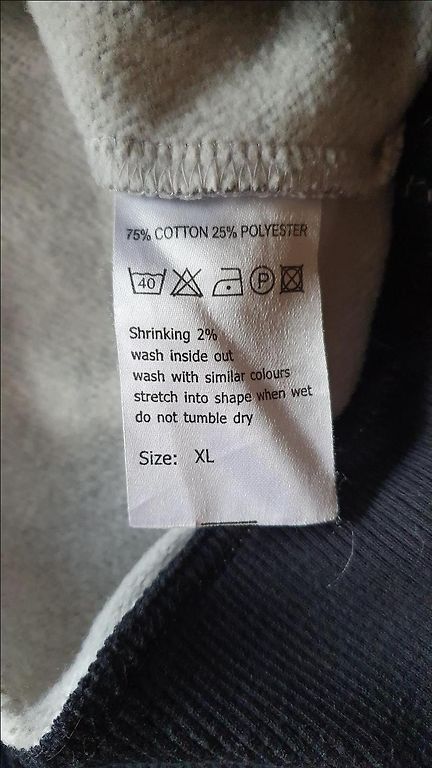 75% COTTON 25% POLYESTER
40 P
Shrinking 2%
wash inside out
wash with similar colours
stretch into shape when wet
do not tumble dry
Size: XL